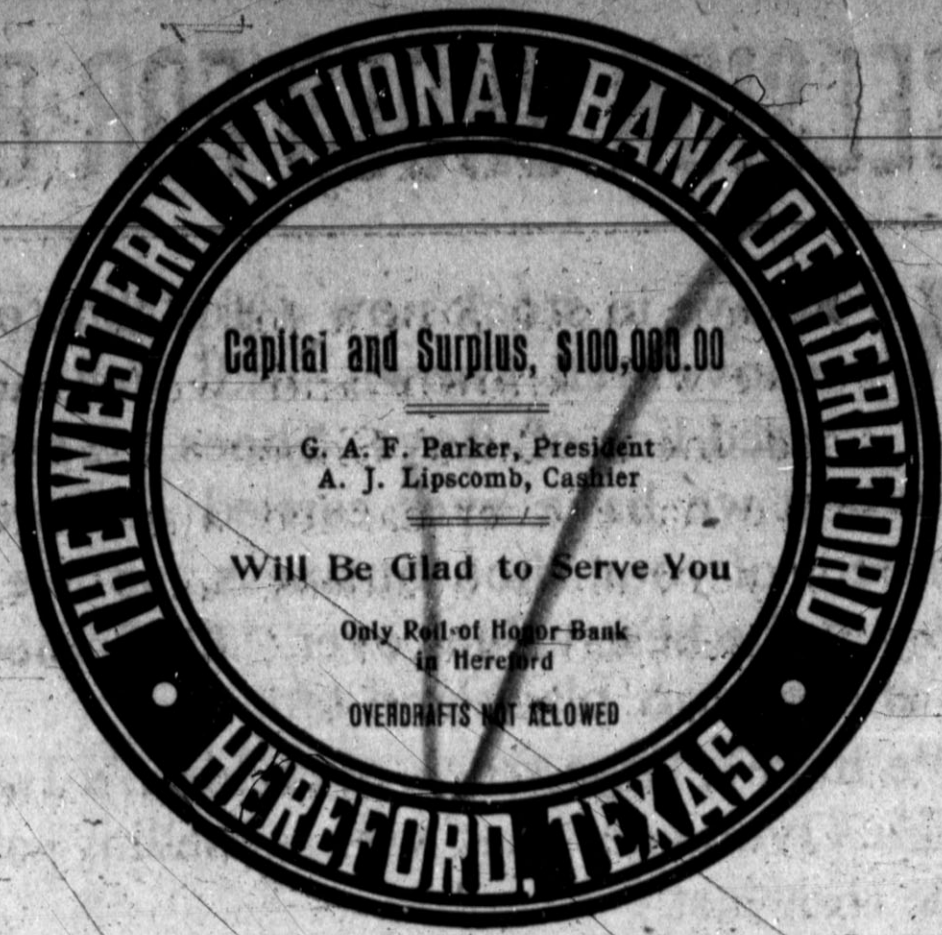 THE WESTERN NATIONAL BANK OF HEREFORD
Capital and Surplus, $100,000.00
G. A. F. Parker, President
A. J. Lipscomb, Cashier
Will Be Glad to Serve You
Only Roll of Honor Bank
in Hereford
OVERDRAFTS NOT ALLOWED
HEREFORD, TEXAS.